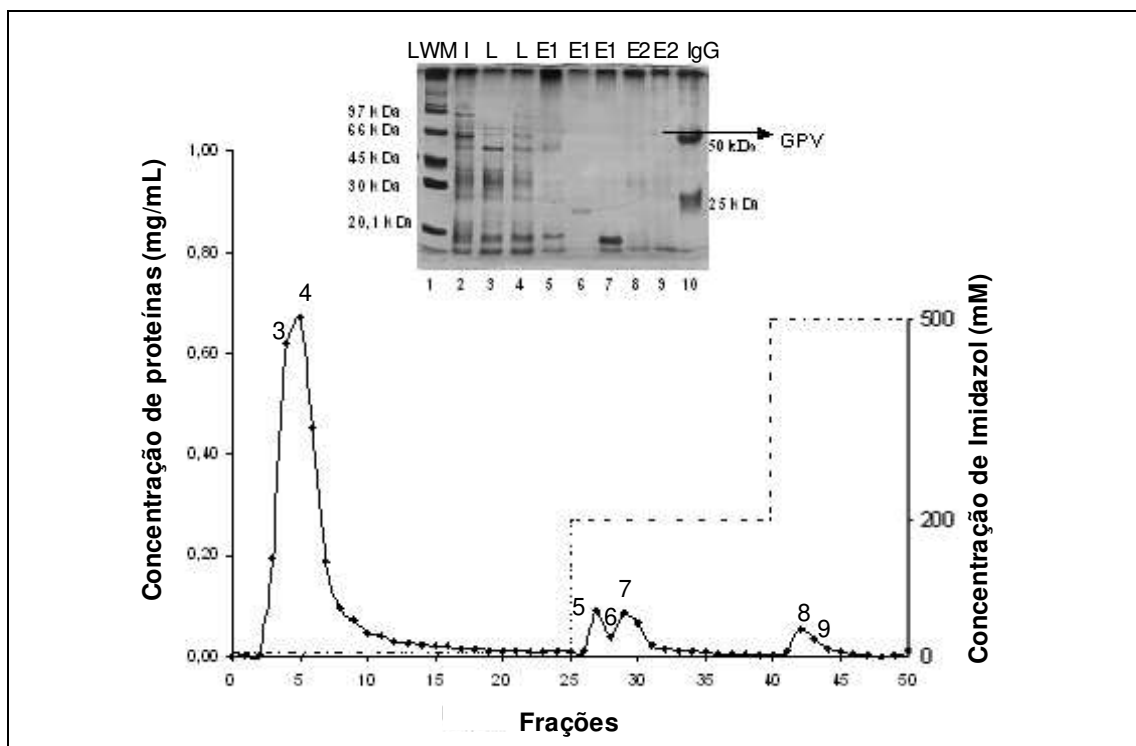 LWM I L L E1 E1 E1 E2 E2 IgG
97 kDa
66 kDa
45 kDa
30 kDa
20,1 kDa
GPV
50 kDa
25 kDa
1 2 3 4 5 6 7 8 9 10
Concentração de proteínas (mg/mL)
1,00
0,80
0,60
0,40
0,20
0,00
3
4
5
6
7
8
9
500
200
0
Concentração de Imidazol (mM)
0 5 10 15 20 25 30 35 40 45 50
Frações